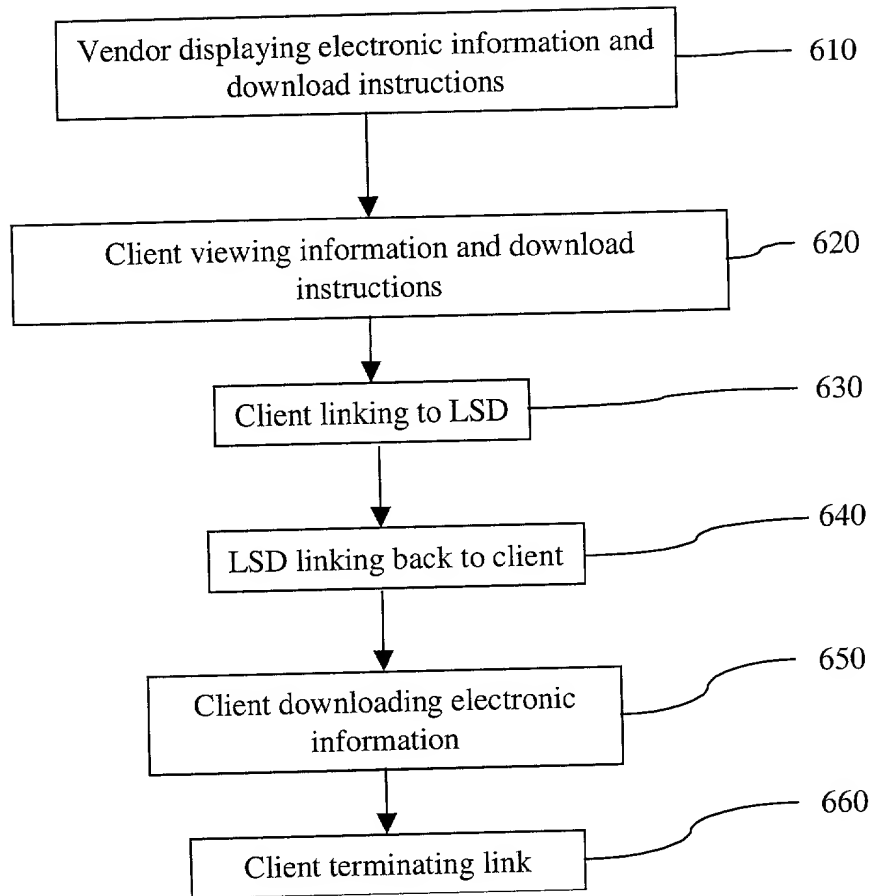 Vendor displaying electronic information and
download instructions
610
Client viewing information and download
instructions
620
Client linking to LSD
630
LSD linking back to client
640
Client downloading electronic
information
650
Client terminating link
660